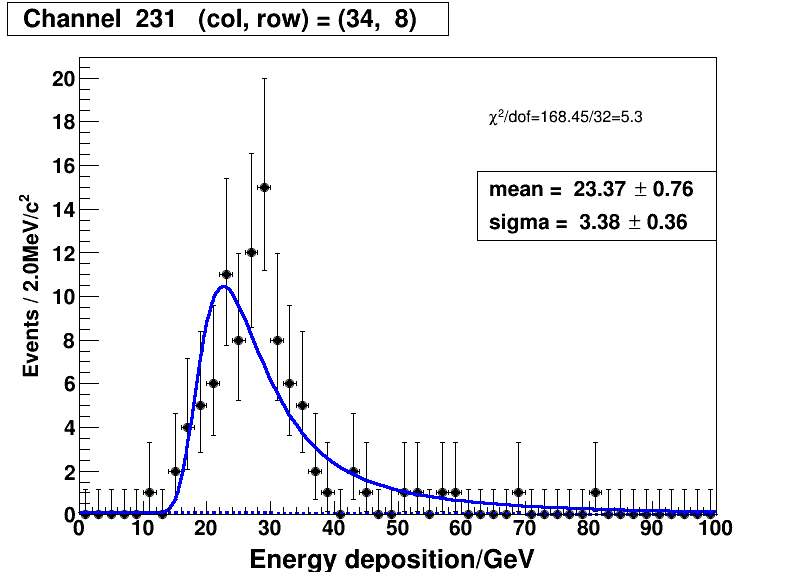 Channel 231 (col, row) = (34, 8)
χ²/dof=168.45/32=5.3
mean = 23.37 ± 0.76
sigma = 3.38 ± 0.36
Events / 2.0MeV/c²
20
18
16
14
12
10
8
6
4
2
0
0 10 20 30 40 50 60 70 80 90 100
Energy deposition/GeV